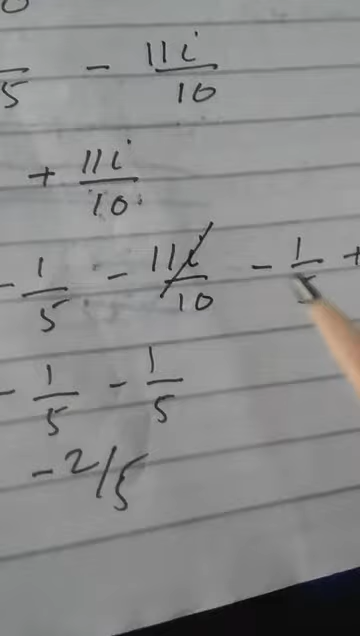 5 - 11i/10
+ 11i/10
- 1/5 - 11i/10 - 1/5 +
- 1/5 - 1/5
- 2/5